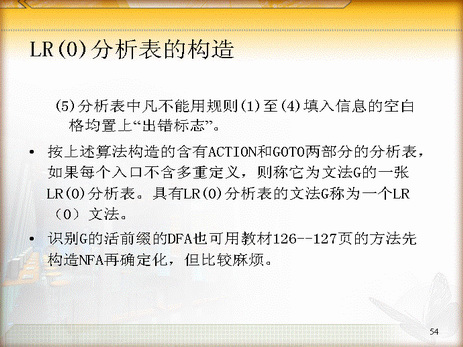 LR(0)分析表的构造
(5)分析表中凡不能用规则(1)至(4)填入信息的空白
格均置上“出错标志”。
• 按上述算法构造的含有ACTION和GOTO两部分的分析表，
如果每个入口不含多重定义，则称它为文法G的一张
LR(0)分析表。具有LR(0)分析表的文法G称为一个LR
（0）文法。
• 识别G的活前缀的DFA也可用教材126--127页的方法先
构造NFA再确定化，但比较麻烦。
54